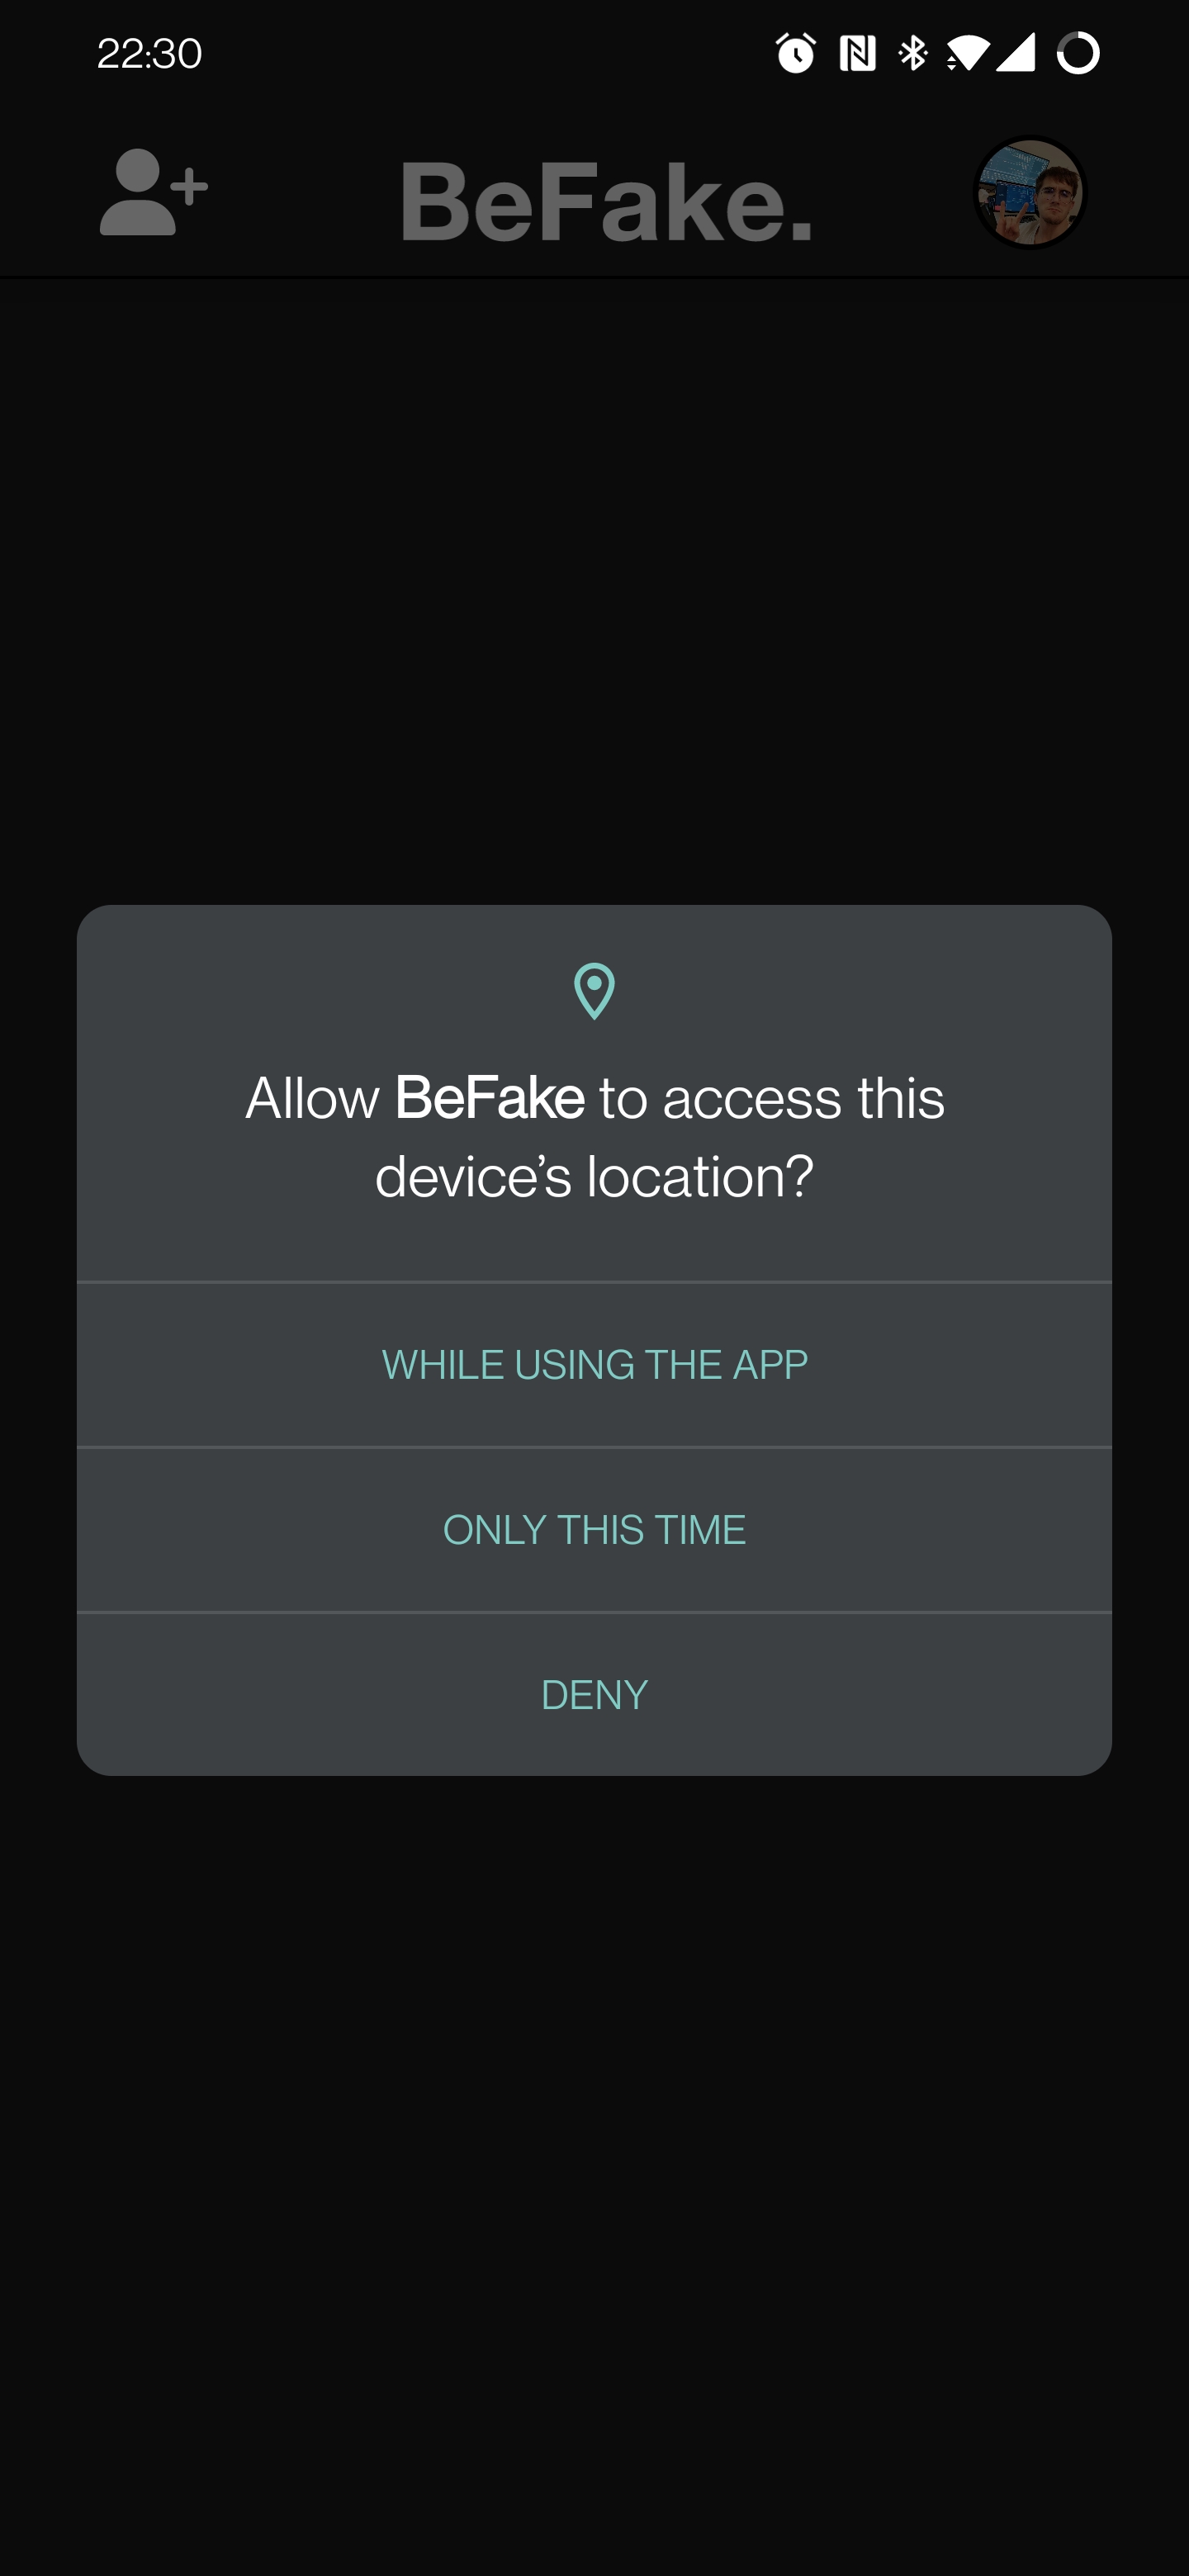 22:30
BeFake.
Allow BeFake to access this
device’s location?
WHILE USING THE APP
ONLY THIS TIME
DENY